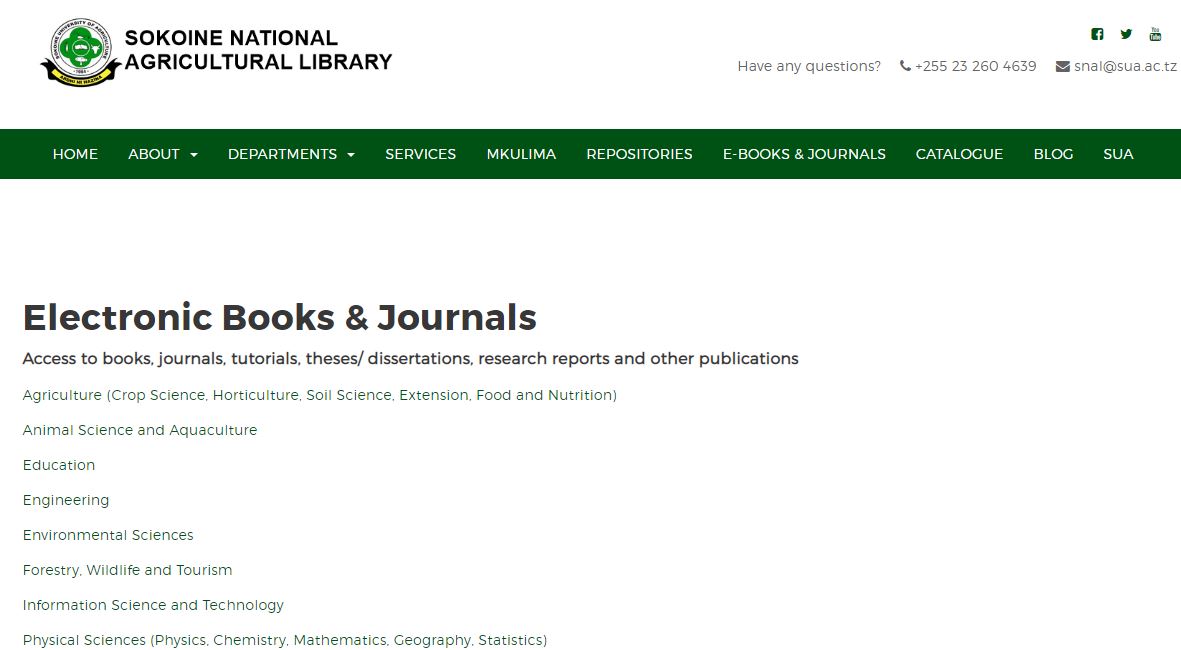 SOKOINE UNIVERSITY OF AGRICULTURE
1984
SOKOINE NATIONAL
AGRICULTURAL LIBRARY
You
Tube
Have any questions? +255 23 260 4639 snal@sua.ac.tz
HOME ABOUT DEPARTMENTS SERVICES MKULIMA REPOSITORIES E-BOOKS & JOURNALS CATALOGUE BLOG SUA
Electronic Books & Journals
Access to books, journals, tutorials, theses/ dissertations, research reports and other publications
Agriculture (Crop Science, Horticulture, Soil Science, Extension, Food and Nutrition)
Animal Science and Aquaculture
Education
Engineering
Environmental Sciences
Forestry, Wildlife and Tourism
Information Science and Technology
Physical Sciences (Physics, Chemistry, Mathematics, Geography, Statistics)